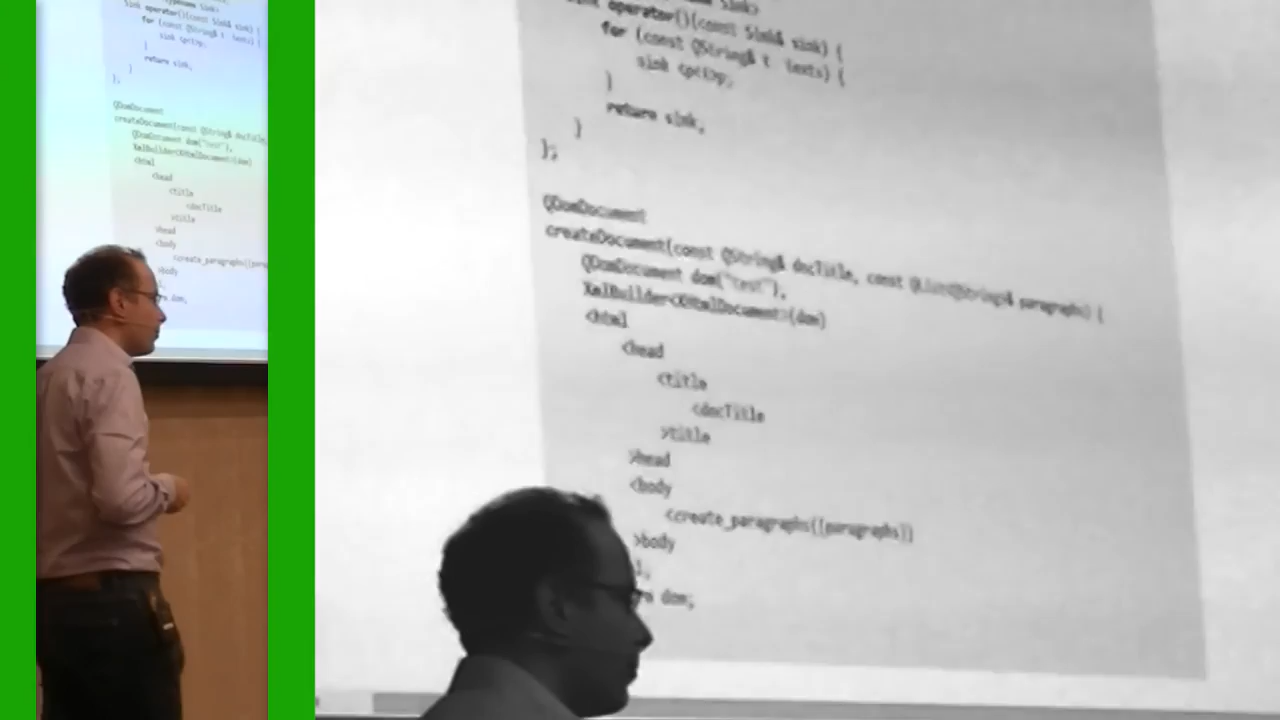 operator()(const Sink& sink) {
for (const QString& t texts) {
sink <p<t>p;
}
return sink;
}
};
QDomDocument
createDocument(const QString& docTitle, const QList<QString>& paragraphs) {
QDomDocument dom("test");
XmlBuilder<XHtmlDocument>(dom)
<html
<head
<title
<docTitle
>title
>head
<body
<create_paragraphs{{paragraphs}}
>body
dom;